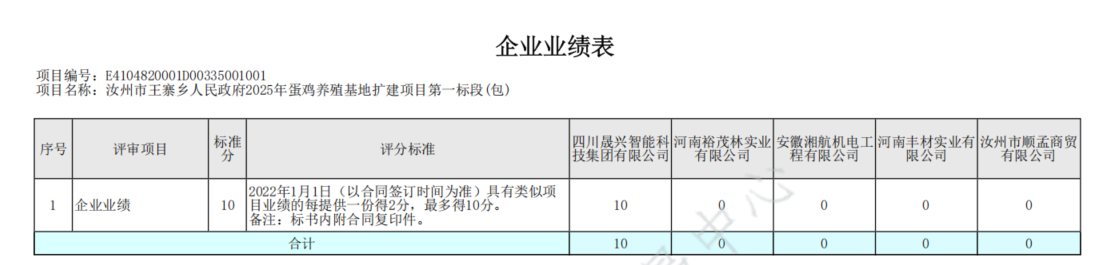 企业业绩表
项目编号：E4104820001D00335001001
项目名称：汝州市王寨乡人民政府2025年蛋鸡养殖基地扩建项目第一标段(包)
序号 评审项目 标准分 评分标准 四川晟兴智能科技集团有限公司 河南裕茂林实业有限公司 安徽湘航机电工程有限公司 河南丰材实业有限公司 汝州市顺孟商贸有限公司
1 企业业绩 10 2022年1月1日（以合同签订时间为准）具有类似项目业绩的每提供一份得2分，最多得10分。
备注：标书内附合同复印件。 10 0 0 0 0
合计 10 0 0 0 0
中心